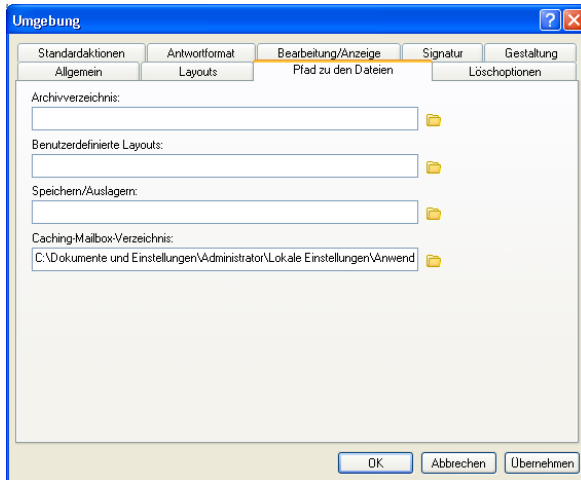 Umgebung
Standardaktionen
Antwortformat
Bearbeitung/Anzeige
Signatur
Gestaltung
Allgemein
Layouts
Pfad zu den Dateien
Löschoptionen
Archivverzeichnis:
Benutzerdefinierte Layouts:
Speichern/Auslagern:
Caching-Mailbox-Verzeichnis:
C:\Dokumente und Einstellungen\Administrator\Lokale Einstellungen\Anwend
OK
Abbrechen
Übernehmen